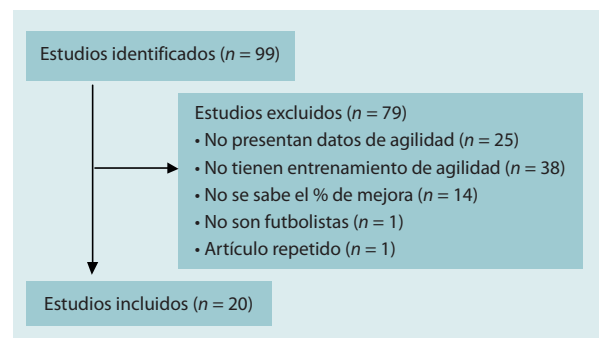 Estudios identificados (n = 99)
Estudios excluidos (n = 79)
• No presentan datos de agilidad (n = 25)
• No tienen entrenamiento de agilidad (n = 38)
• No se sabe el % de mejora (n = 14)
• No son futbolistas (n = 1)
• Artículo repetido (n = 1)
Estudios incluidos (n = 20)